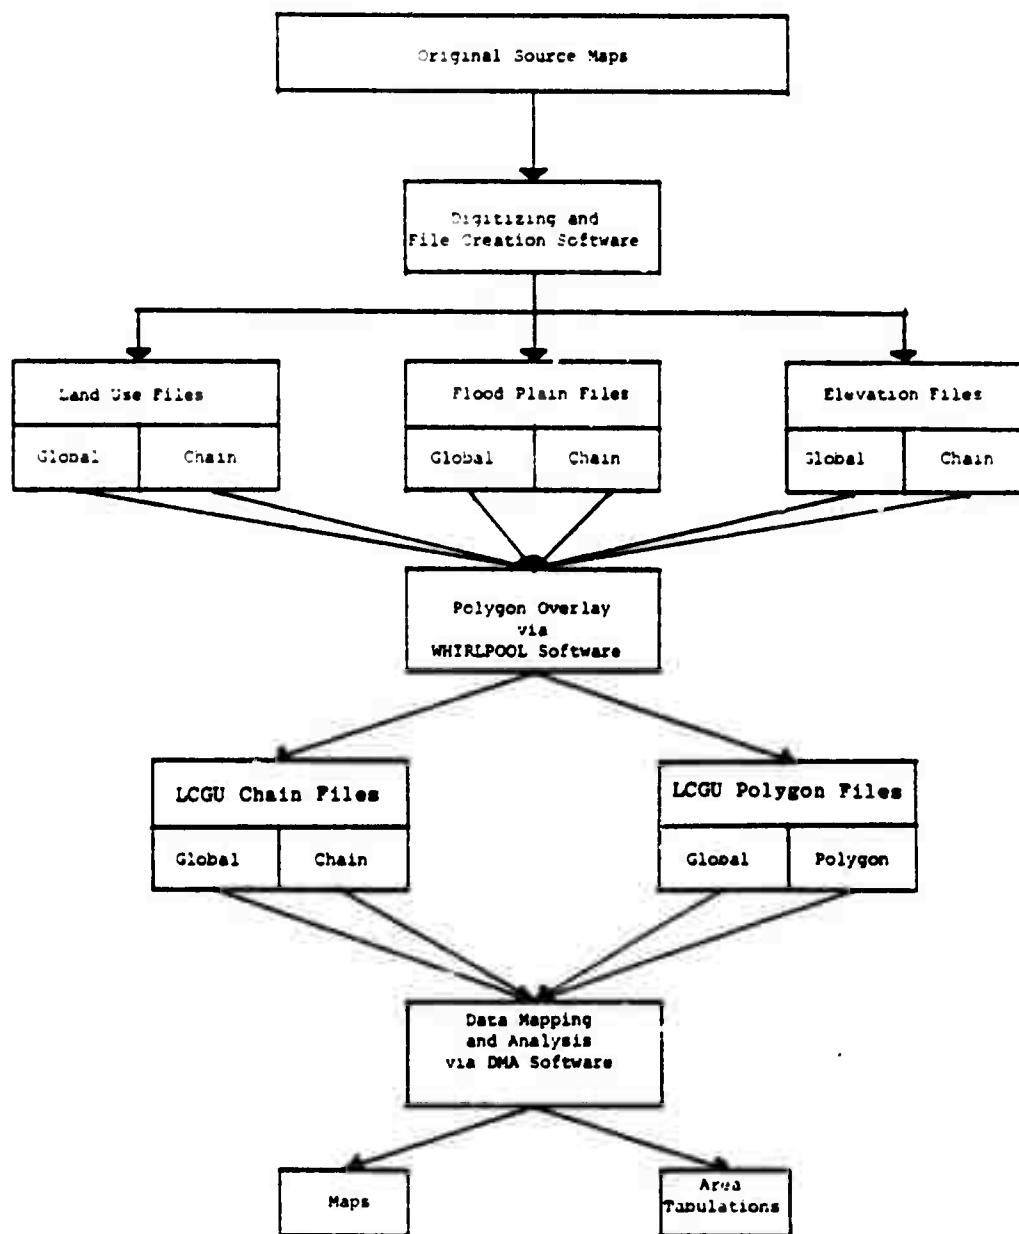 Original Source Maps
Digitizing and
File Creation Software
Land Use Files
Flood Plain Files
Elevation Files
Global
Chain
Global
Chain
Global
Chain
Polygon Overlay
via
WHIRLPOOL Software
LCGU Chain Files
LCGU Polygon Files
Global
Chain
Global
Polygon
Data Mapping
and Analysis
via DMA Software
Maps
Area
Tabulations